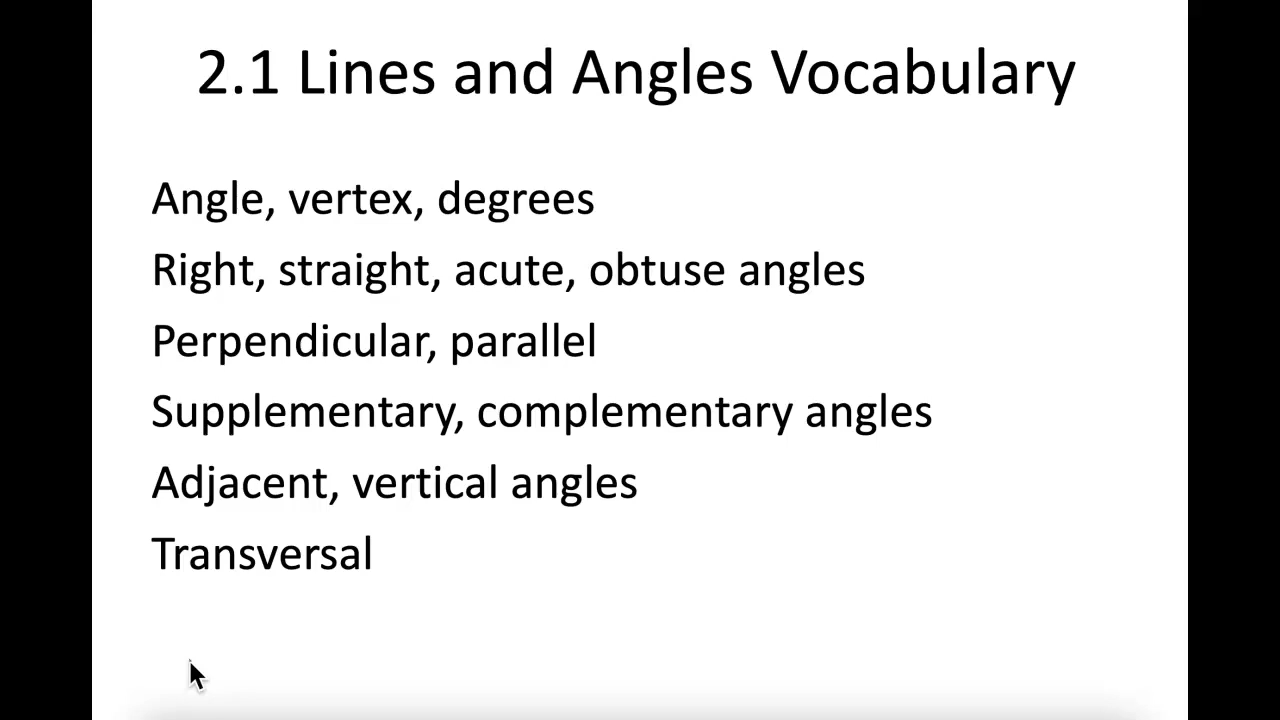 2.1 Lines and Angles Vocabulary
Angle, vertex, degrees
Right, straight, acute, obtuse angles
Perpendicular, parallel
Supplementary, complementary angles
Adjacent, vertical angles
Transversal